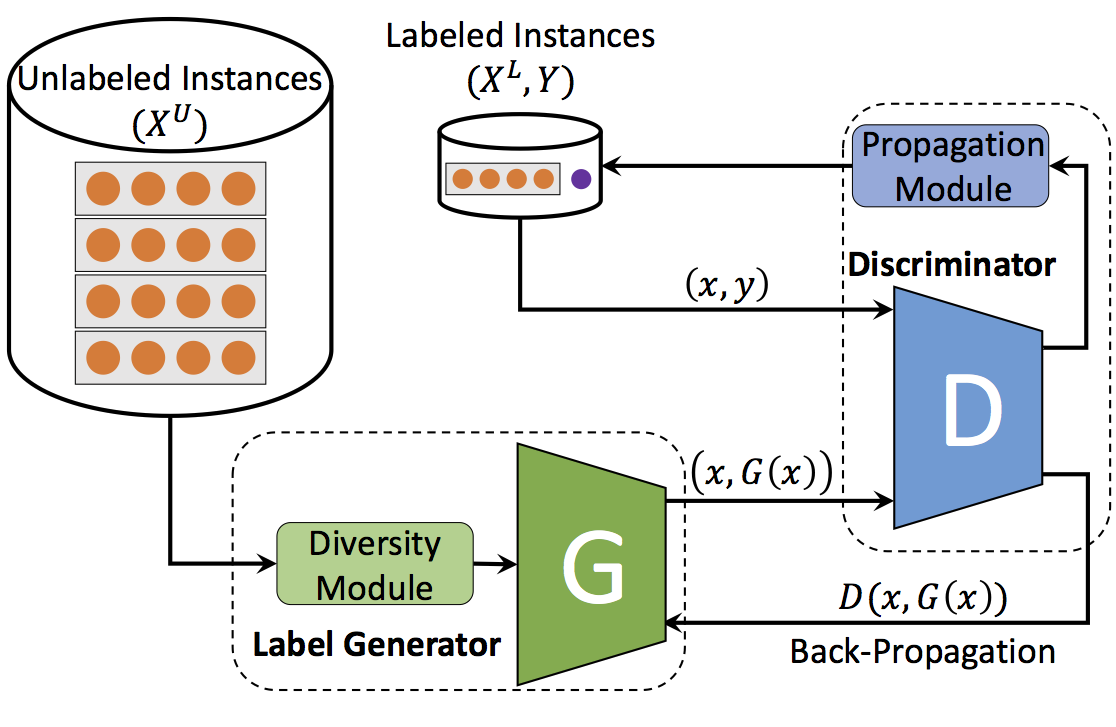 Unlabeled Instances
(X^U)
Labeled Instances
(X^L, Y)
Propagation
Module
Discriminator
(x, y)
D
(x, G(x))
Diversity
Module
G
Label Generator
D(x, G(x))
Back-Propagation